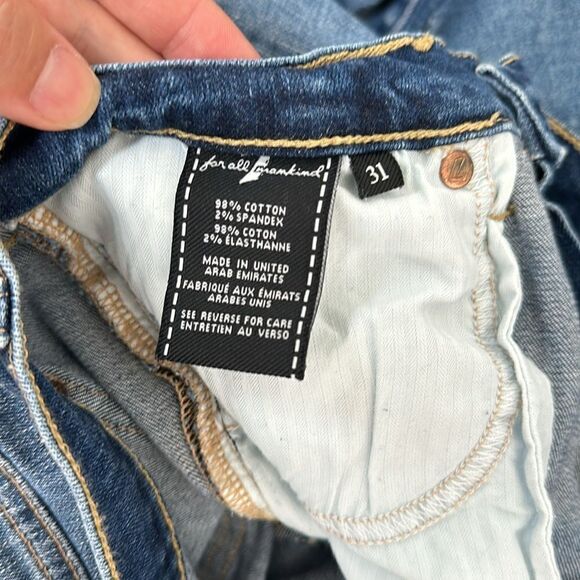 for all mankind
31
98% COTTON
2% SPANDEX
98% COTON
2% ÉLASTHANNE
MADE IN UNITED
ARAB EMIRATES
FABRIQUÉ AUX ÉMIRATS
ARABES UNIS
SEE REVERSE FOR CARE
ENTRETIEN AU VERSO